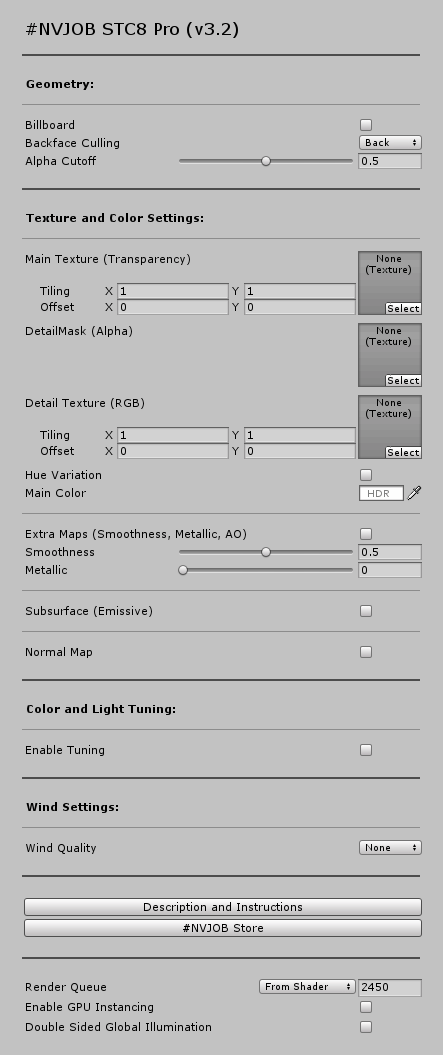 #NVJOB STC8 Pro (v3.2)
Geometry:
Billboard
Backface Culling Back
Alpha Cutoff 0.5
Texture and Color Settings:
Main Texture (Transparency) None
(Texture)
Tiling X 1 Y 1
Offset X 0 Y 0 Select
DetailMask (Alpha) None
(Texture)
Select
Detail Texture (RGB) None
(Texture)
Tiling X 1 Y 1
Offset X 0 Y 0 Select
Hue Variation
Main Color HDR
Extra Maps (Smoothness, Metallic, AO)
Smoothness 0.5
Metallic 0
Subsurface (Emissive)
Normal Map
Color and Light Tuning:
Enable Tuning
Wind Settings:
Wind Quality None
Description and Instructions
#NVJOB Store
Render Queue From Shader 2450
Enable GPU Instancing
Double Sided Global Illumination